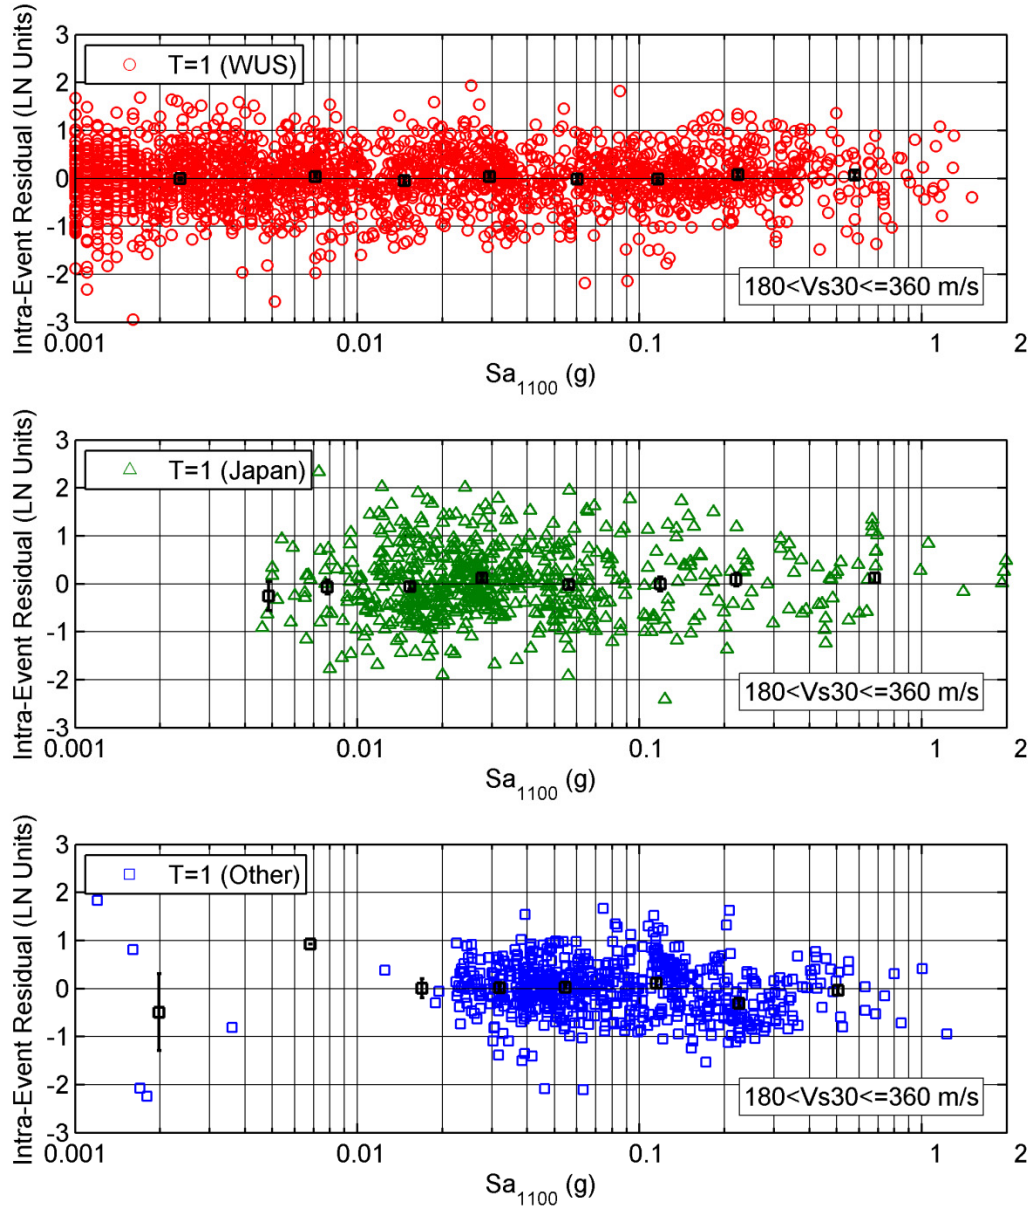 3
T=1 (WUS)
2
1
0
-1
-2
180<Vs30<=360 m/s
-3
0.001 0.01 0.1 1 2
Intra-Event Residual (LN Units)
Sa1100 (g)
3
T=1 (Japan)
2
1
0
-1
-2
180<Vs30<=360 m/s
-3
0.001 0.01 0.1 1 2
Intra-Event Residual (LN Units)
Sa1100 (g)
3
T=1 (Other)
2
1
0
-1
-2
180<Vs30<=360 m/s
-3
0.001 0.01 0.1 1 2
Intra-Event Residual (LN Units)
Sa1100 (g)